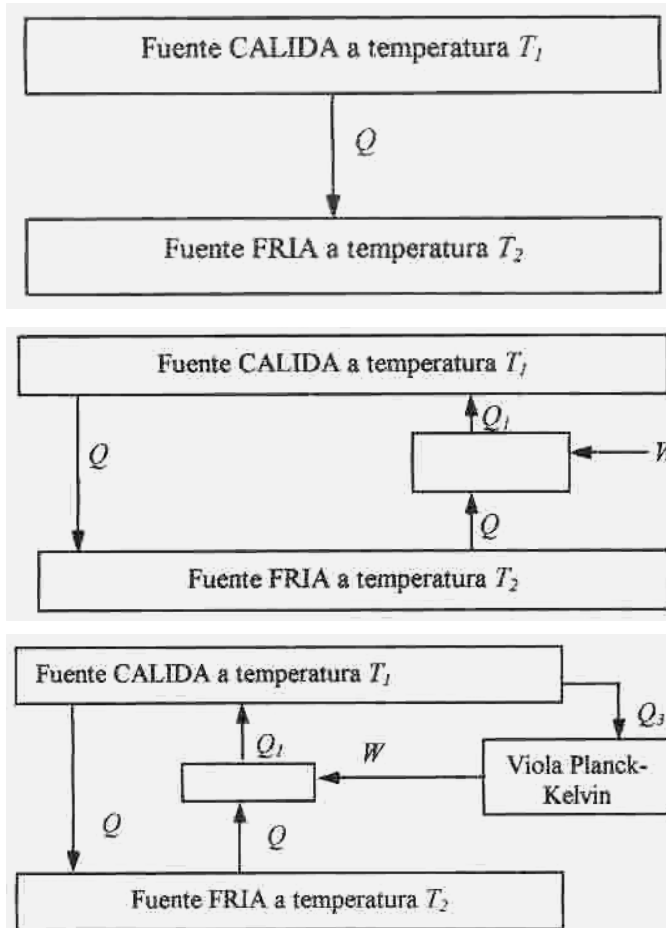 Fuente CALIDA a temperatura T₁
Q
Fuente FRIA a temperatura T₂
Fuente CALIDA a temperatura T₁
Q₁
Q
W
Q
Fuente FRIA a temperatura T₂
Fuente CALIDA a temperatura T₁
Q₃
Q₁
W
Viola Planck-
Kelvin
Q
Q
Fuente FRIA a temperatura T₂